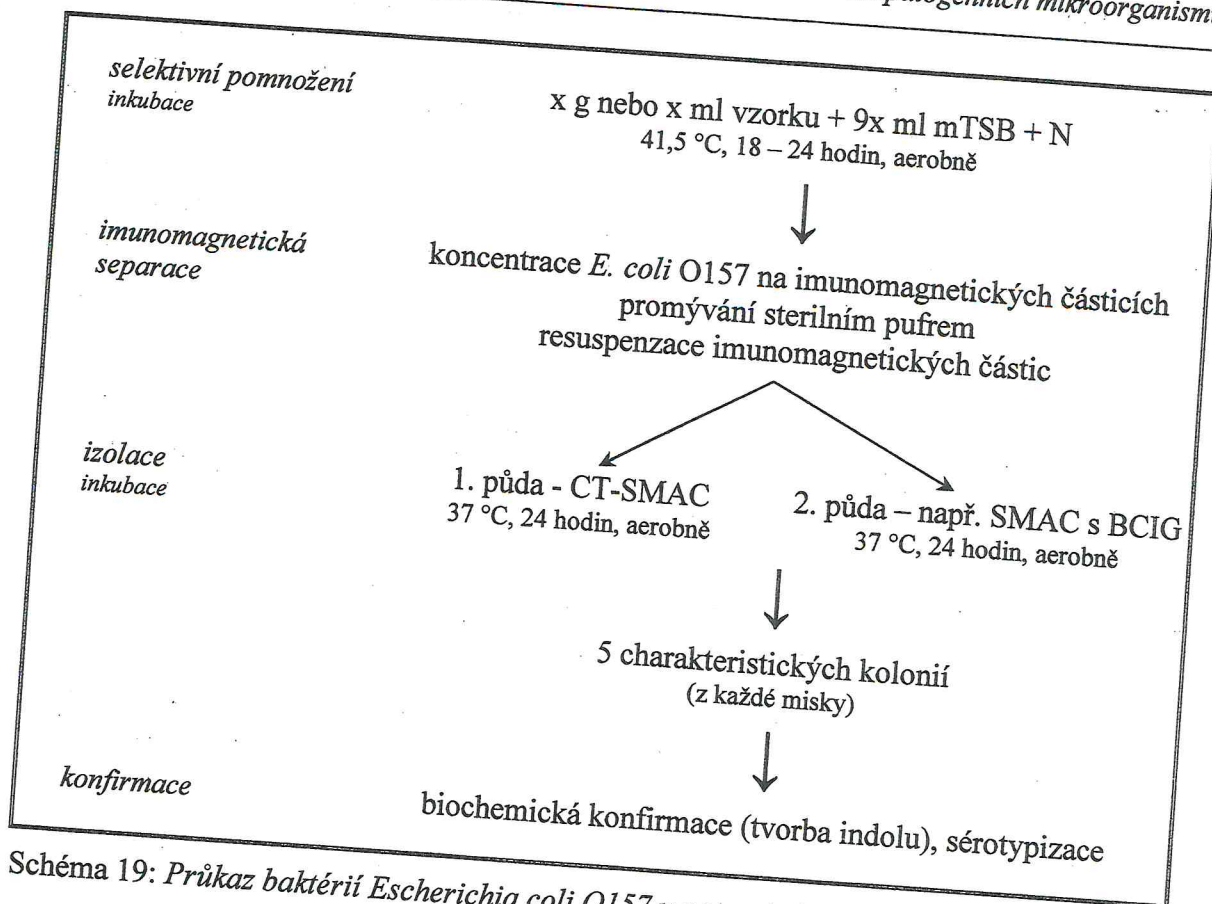 patogenních mikroorganism
selektivní pomnožení
inkubace
x g nebo x ml vzorku + 9x ml mTSB + N
41,5 °C, 18 – 24 hodin, aerobně
imunomagnetická
separace
koncentrace E. coli O157 na imunomagnetických částicích
promývání sterilním pufrem
resuspenzace imunomagnetických částic
izolace
inkubace
1. půda - CT-SMAC
37 °C, 24 hodin, aerobně
2. půda – např. SMAC s BCIG
37 °C, 24 hodin, aerobně
5 charakteristických kolonií
(z každé misky)
konfirmace
biochemická konfirmace (tvorba indolu), sérotypizace
Schéma 19: Průkaz baktérií Escherichia coli O157